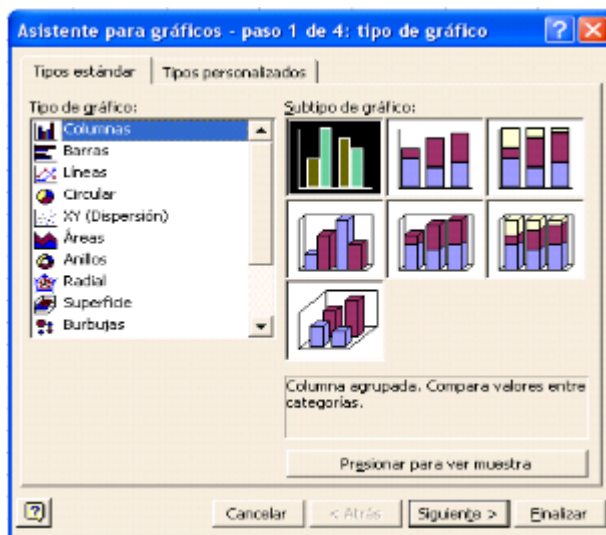 Asistente para gráficos - paso 1 de 4: tipo de gráfico
Tipos estándar
Tipos personalizados
Tipo de gráfico:
Columnas
Barras
Líneas
Circular
XY (Dispersión)
Áreas
Anillos
Radial
Superficie
Burbujas
Subtipo de gráfico:
Columna agrupada. Compara valores entre
categorías.
Presionar para ver muestra
Cancelar
< Atrás
Siguiente >
Finalizar